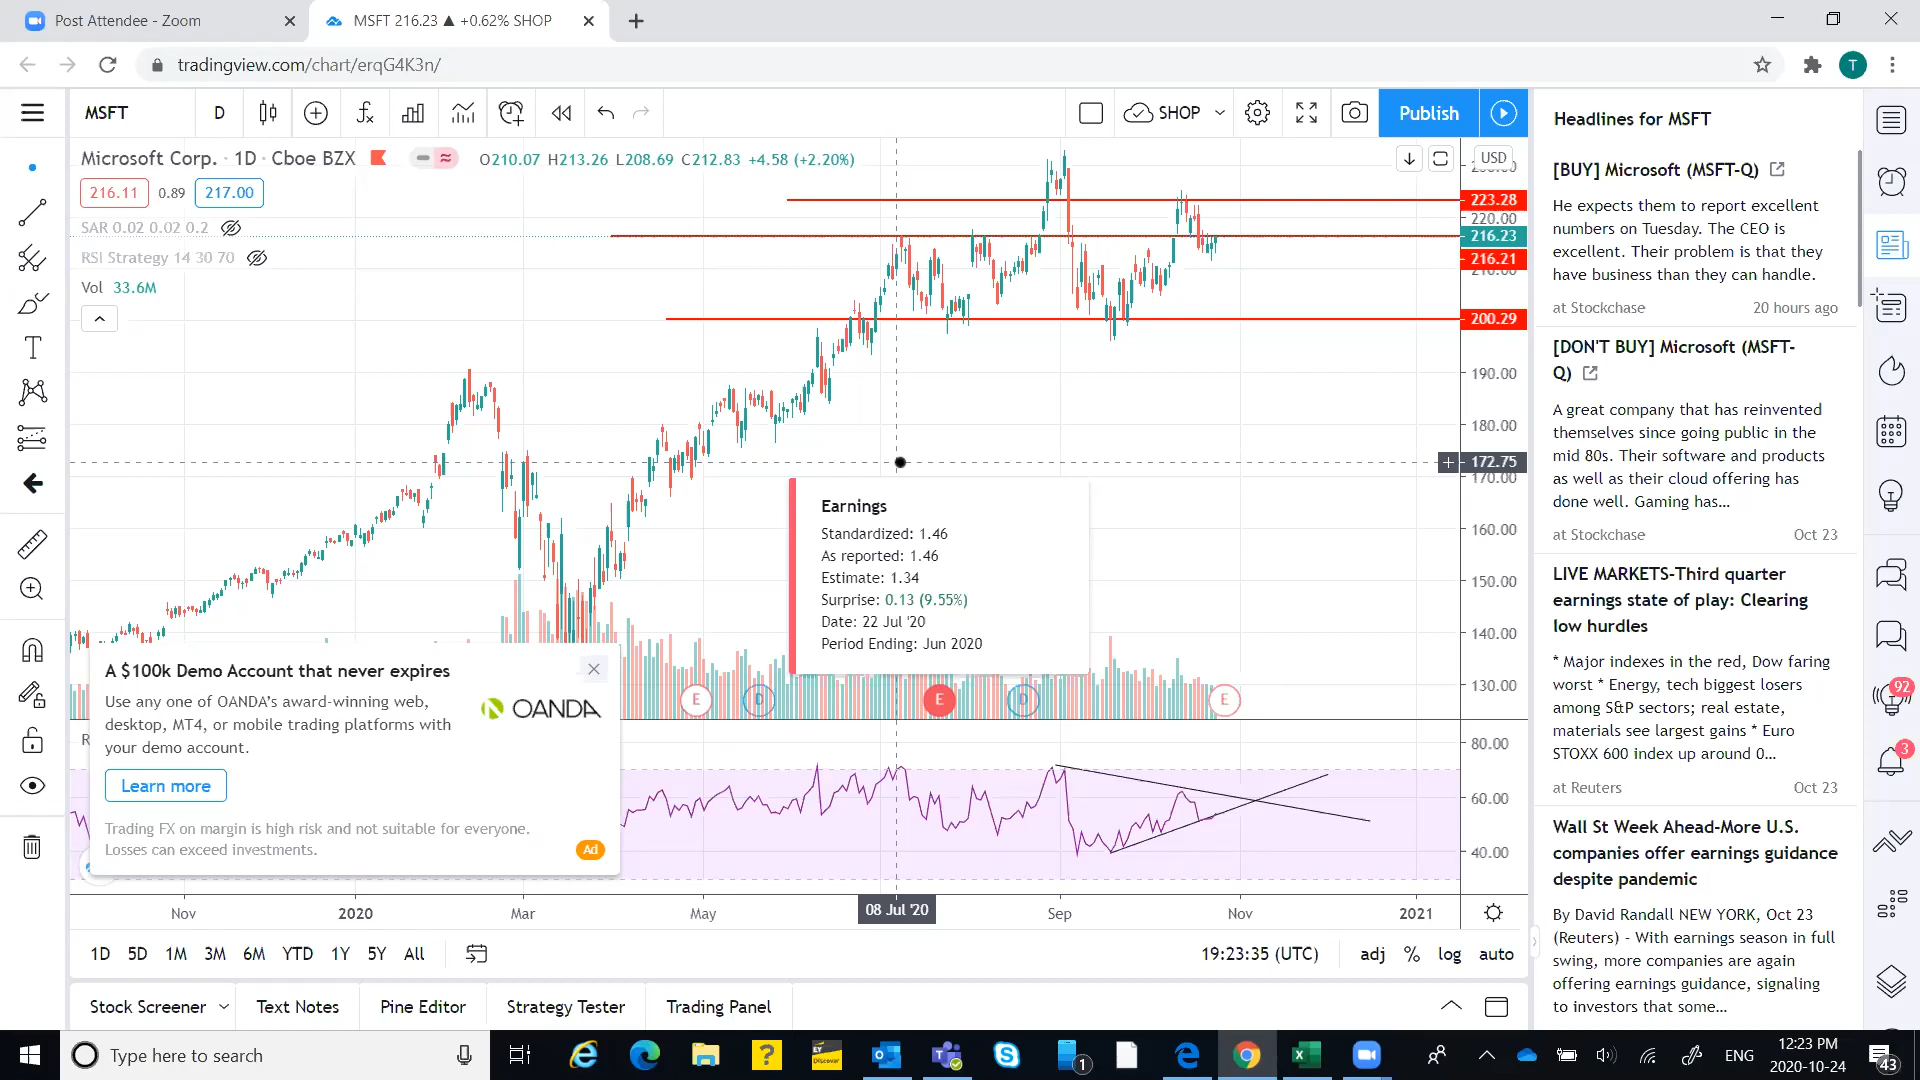 Post Attendee - Zoom
MSFT 216.23 ▲ +0.62% SHOP
tradingview.com/chart/erqG4K3n/
T
MSFT
D
SHOP
Publish
Microsoft Corp. · 1D · Cboe BZX
O210.07 H213.26 L208.69 C212.83 +4.58 (+2.20%)
216.11 0.89 217.00
SAR 0.02 0.02 0.2
RSI Strategy 14 30 70
Vol 33.6M
USD
223.28
220.00
216.23
216.21
210.00
200.29
190.00
180.00
172.75
170.00
160.00
150.00
140.00
130.00
80.00
60.00
40.00
Earnings
Standardized: 1.46
As reported: 1.46
Estimate: 1.34
Surprise: 0.13 (9.55%)
Date: 22 Jul '20
Period Ending: Jun 2020
E
D
E
D
E
A $100k Demo Account that never expires
Use any one of OANDA's award-winning web,
desktop, MT4, or mobile trading platforms with
your demo account.
OANDA
Learn more
Trading FX on margin is high risk and not suitable for everyone.
Losses can exceed investments.
Ad
Nov
2020
Mar
May
08 Jul '20
Sep
Nov
2021
1D 5D 1M 3M 6M YTD 1Y 5Y All
19:23:35 (UTC)
adj % log auto
Stock Screener
Text Notes
Pine Editor
Strategy Tester
Trading Panel
Headlines for MSFT
[BUY] Microsoft (MSFT-Q)
He expects them to report excellent
numbers on Tuesday. The CEO is
excellent. Their problem is that they
have business than they can handle.
at Stockchase
20 hours ago
[DON'T BUY] Microsoft (MSFT-
Q)
A great company that has reinvented
themselves since going public in the
mid 80s. Their software and products
as well as their cloud offering has
done well. Gaming has...
at Stockchase
Oct 23
LIVE MARKETS-Third quarter
earnings state of play: Clearing
low hurdles
* Major indexes in the red, Dow faring
worst * Energy, tech biggest losers
among S&P sectors; real estate,
materials see largest gains * Euro
STOXX 600 index up around 0...
at Reuters
Oct 23
Wall St Week Ahead-More U.S.
companies offer earnings guidance
despite pandemic
By David Randall NEW YORK, Oct 23
(Reuters) - With earnings season in full
swing, more companies are again
offering earnings guidance, signaling
to investors that some...
92
3
Type here to search
EY
Discover
1
ENG
12:23 PM
2020-10-24
43